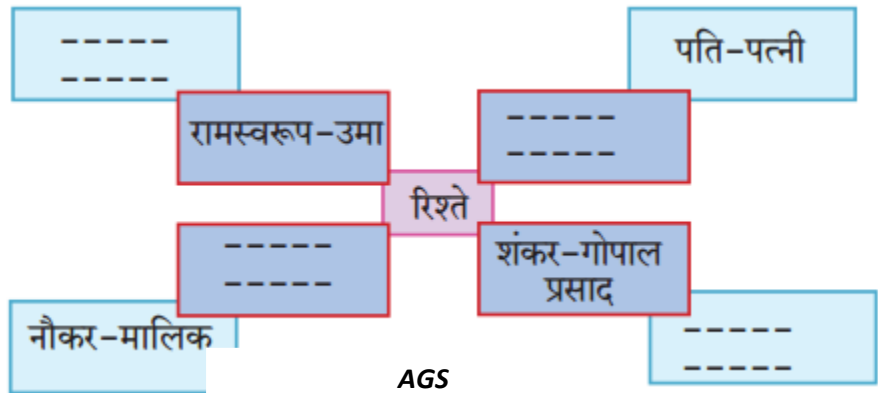 -----
-----
पति-पत्नी
रामस्वरूप-उमा
-----
-----
रिश्ते
-----
-----
शंकर-गोपाल
प्रसाद
नौकर-मालिक
-----
-----
AGS